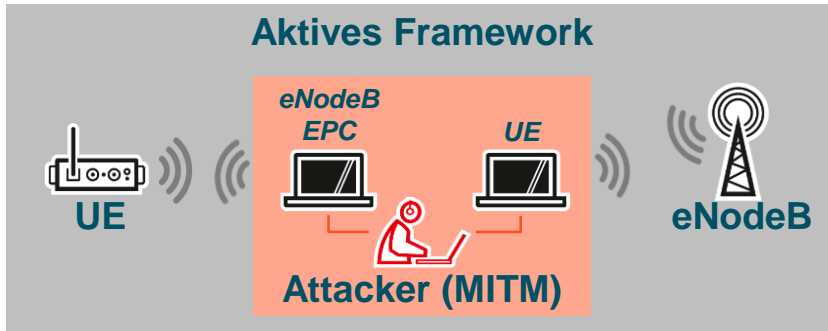 Aktives Framework
eNodeB
EPC
UE
UE
eNodeB
Attacker (MITM)